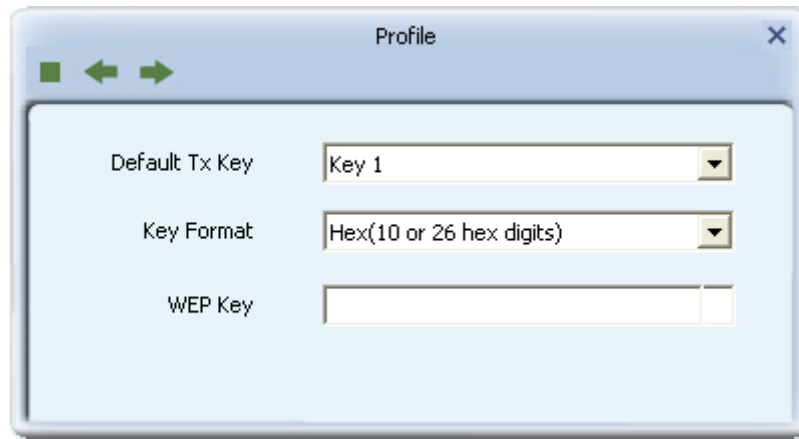 Profile
Default Tx Key
Key 1
Key Format
Hex(10 or 26 hex digits)
WEP Key